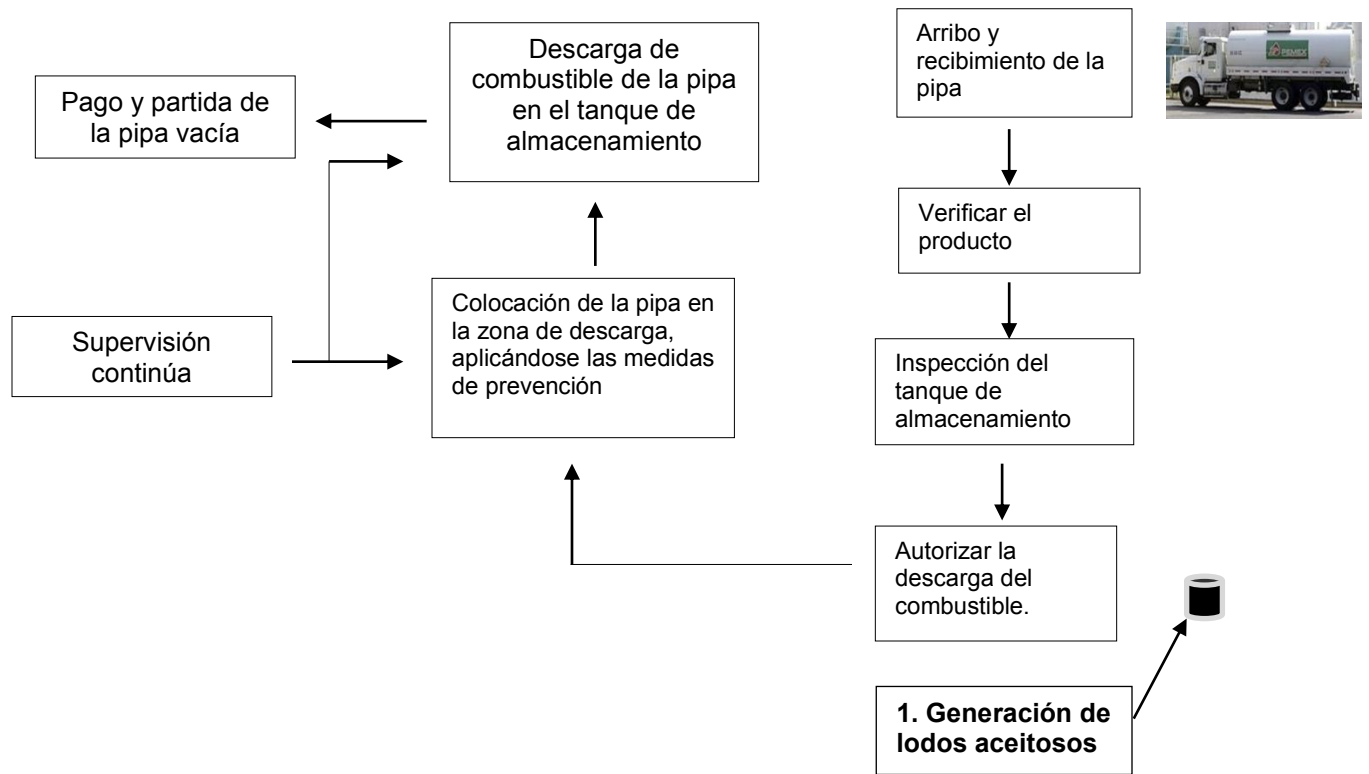 Arribo y
recibimiento de la
pipa
PEMEX
Verificar el
producto
Inspección del
tanque de
almacenamiento
Autorizar la
descarga del
combustible.
1. Generación de
lodos aceitosos
Colocación de la pipa en
la zona de descarga,
aplicándose las medidas
de prevención
Supervisión
continúa
Descarga de
combustible de la pipa
en el tanque de
almacenamiento
Pago y partida de
la pipa vacía